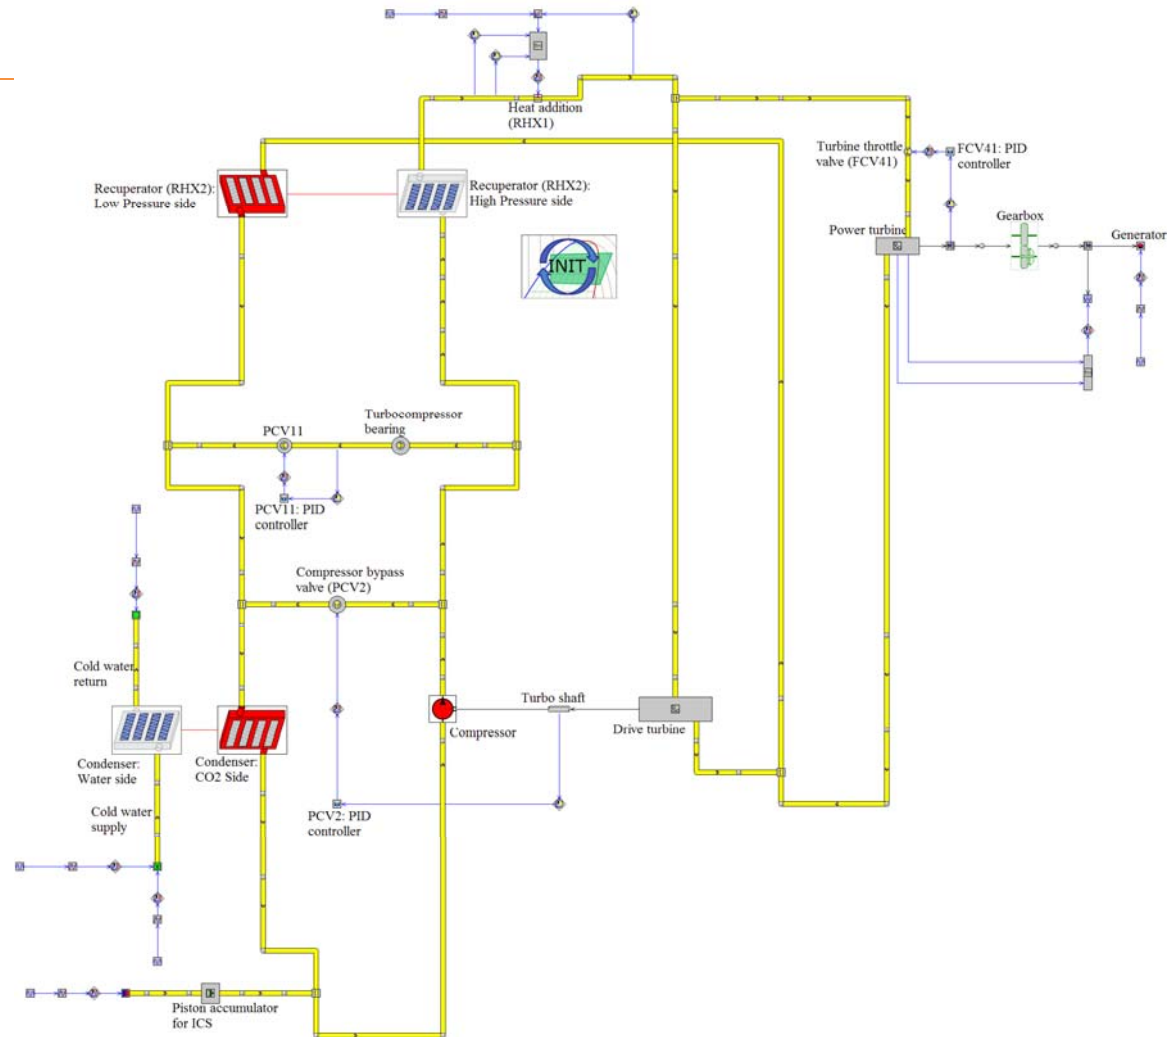 Heat addition
(RHX1)
Turbine throttle
valve (FCV41)
FCV41: PID
controller
Recuperator (RHX2):
Low Pressure side
Recuperator (RHX2):
High Pressure side
Gearbox
Power turbine
Generator
INIT
Turbocompressor
bearing
PCV11
PCV11: PID
controller
Compressor bypass
valve (PCV2)
Cold water
return
Turbo shaft
Compressor
Drive turbine
Condenser:
Water side
Condenser:
CO2 Side
Cold water
supply
PCV2: PID
controller
Piston accumulator
for ICS